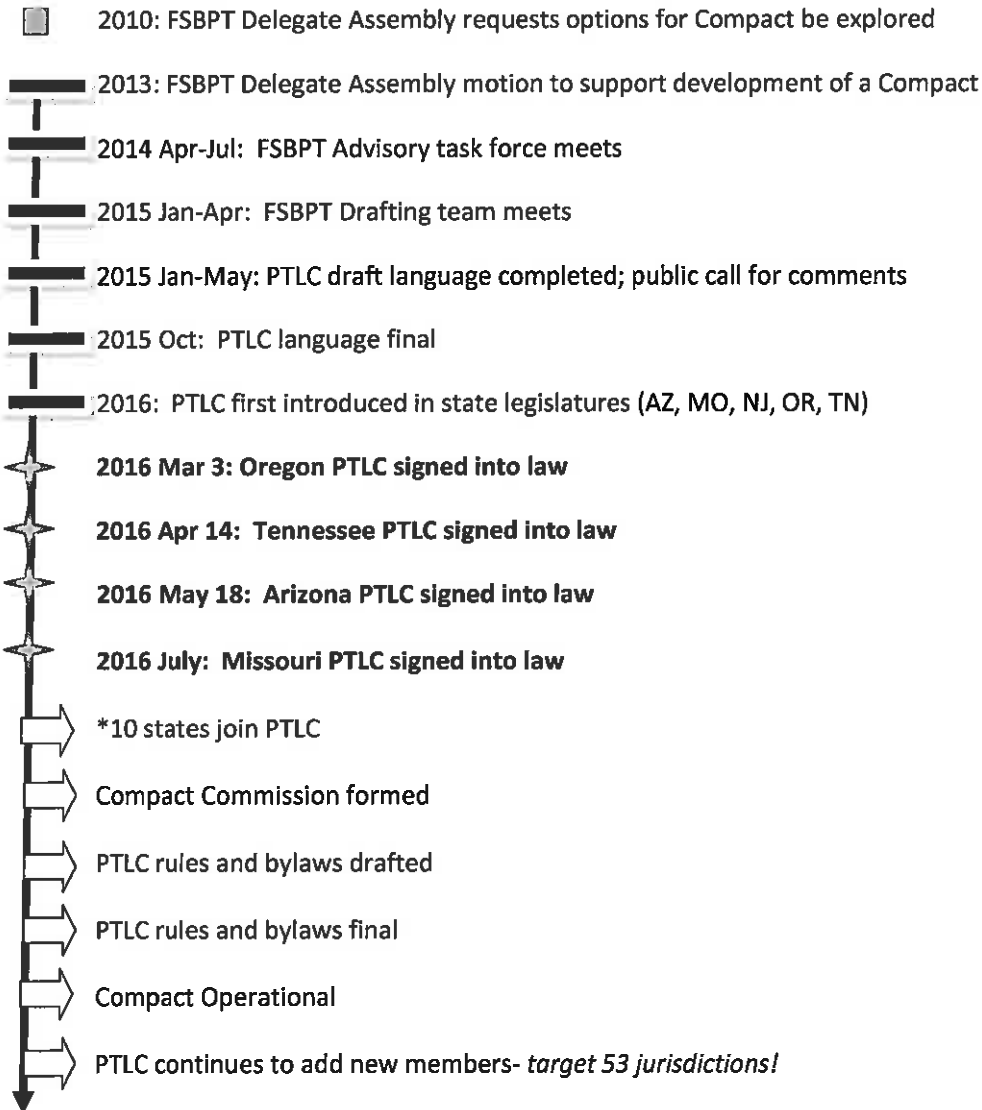 2010: FSBPT Delegate Assembly requests options for Compact be explored
2013: FSBPT Delegate Assembly motion to support development of a Compact
2014 Apr-Jul: FSBPT Advisory task force meets
2015 Jan-Apr: FSBPT Drafting team meets
2015 Jan-May: PTLC draft language completed; public call for comments
2015 Oct: PTLC language final
2016: PTLC first introduced in state legislatures (AZ, MO, NJ, OR, TN)
2016 Mar 3: Oregon PTLC signed into law
2016 Apr 14: Tennessee PTLC signed into law
2016 May 18: Arizona PTLC signed into law
2016 July: Missouri PTLC signed into law
*10 states join PTLC
Compact Commission formed
PTLC rules and bylaws drafted
PTLC rules and bylaws final
Compact Operational
PTLC continues to add new members- target 53 jurisdictions!